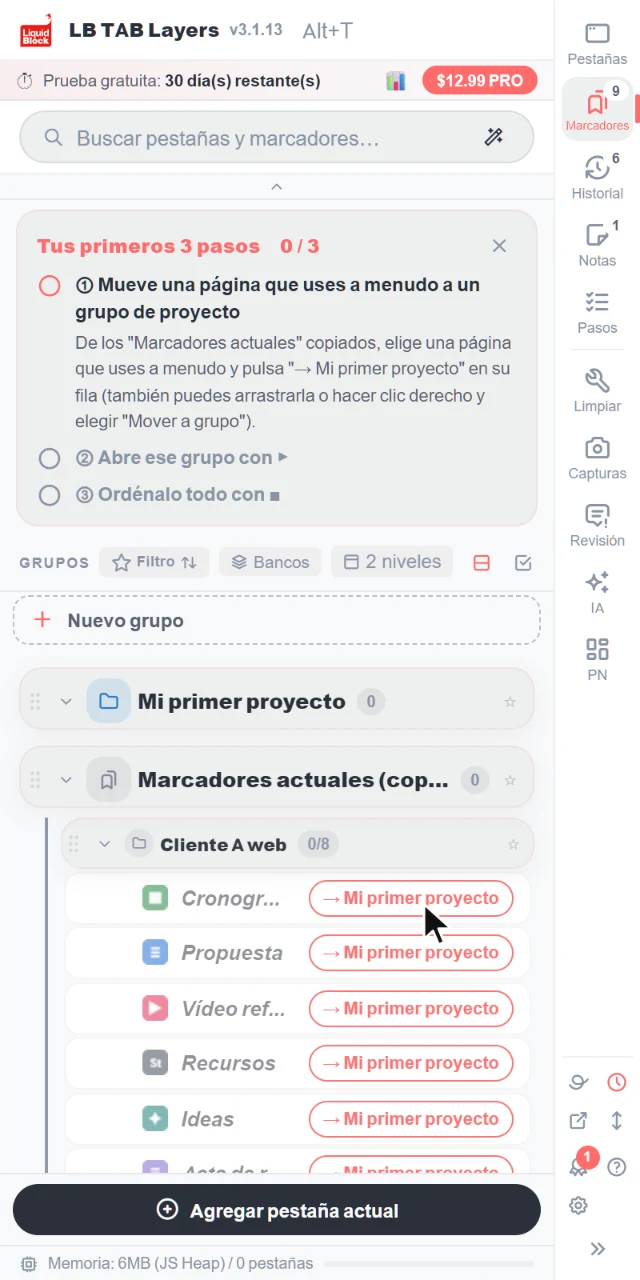 Liquid Block
LB TAB Layers v3.1.13 Alt+T
Prueba gratuita: 30 día(s) restante(s)
$12.99 PRO
Buscar pestañas y marcadores…
Tus primeros 3 pasos 0 / 3
① Mueve una página que uses a menudo a un
grupo de proyecto
De los "Marcadores actuales" copiados, elige una página
que uses a menudo y pulsa "→ Mi primer proyecto" en su
fila (también puedes arrastrarla o hacer clic derecho y
elegir "Mover a grupo").
② Abre ese grupo con ▶
③ Ordénalo todo con ■
GRUPOS Filtro ↑↓ Bancos 2 niveles
+ Nuevo grupo
Mi primer proyecto 0
Marcadores actuales (cop... 0
Cliente A web 0/8
Cronogr... → Mi primer proyecto
Propuesta → Mi primer proyecto
Vídeo ref... → Mi primer proyecto
St Recursos → Mi primer proyecto
Ideas → Mi primer proyecto
→ Mi primer proyecto
Agregar pestaña actual
Memoria: 6MB (JS Heap) / 0 pestañas
Pestañas
9
Marcadores
6
Historial
1
Notas
Pasos
Limpiar
Capturas
Revisión
IA
PN
1